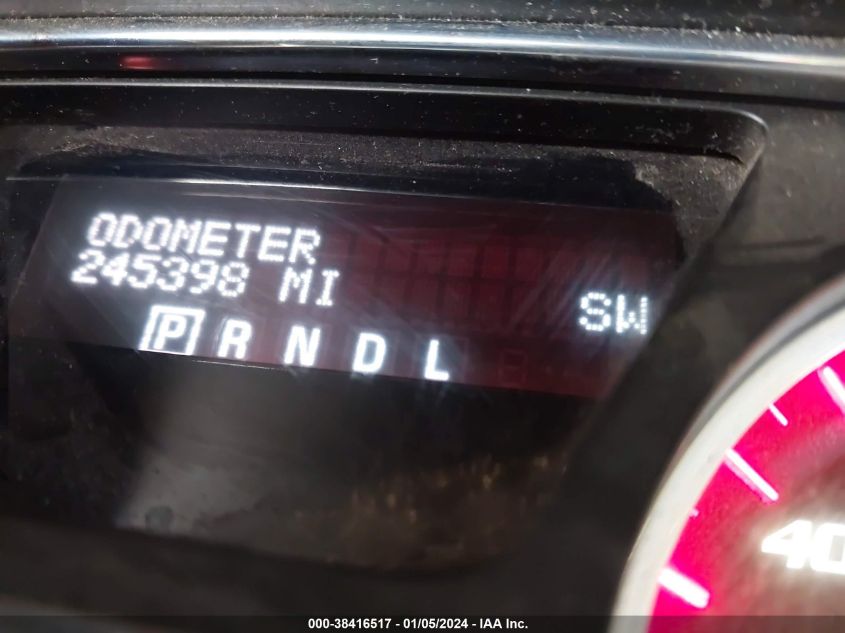 ODOMETER
245398 MI
SW
P R N D L
40
000-38416517 - 01/05/2024 - IAA Inc.